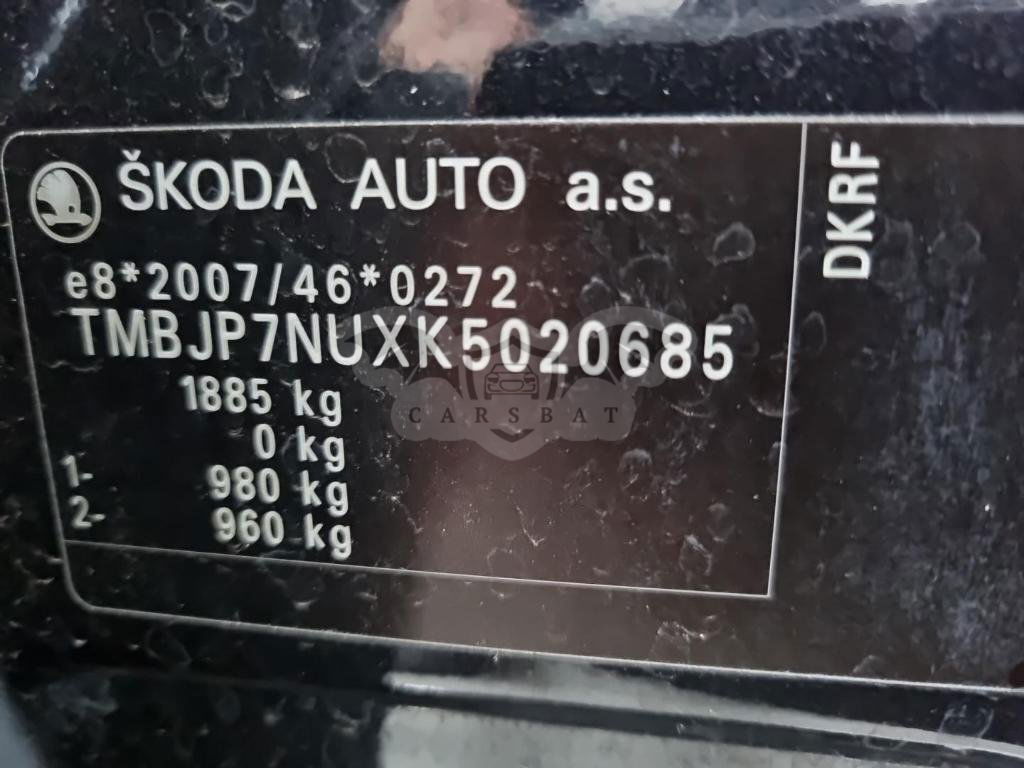 ŠKODA AUTO a.s.
e8*2007/46*0272
TMBJP7NUXK5020685
1885 kg
0 kg
1- 980 kg
2- 960 kg
DKRF
CARSBAT